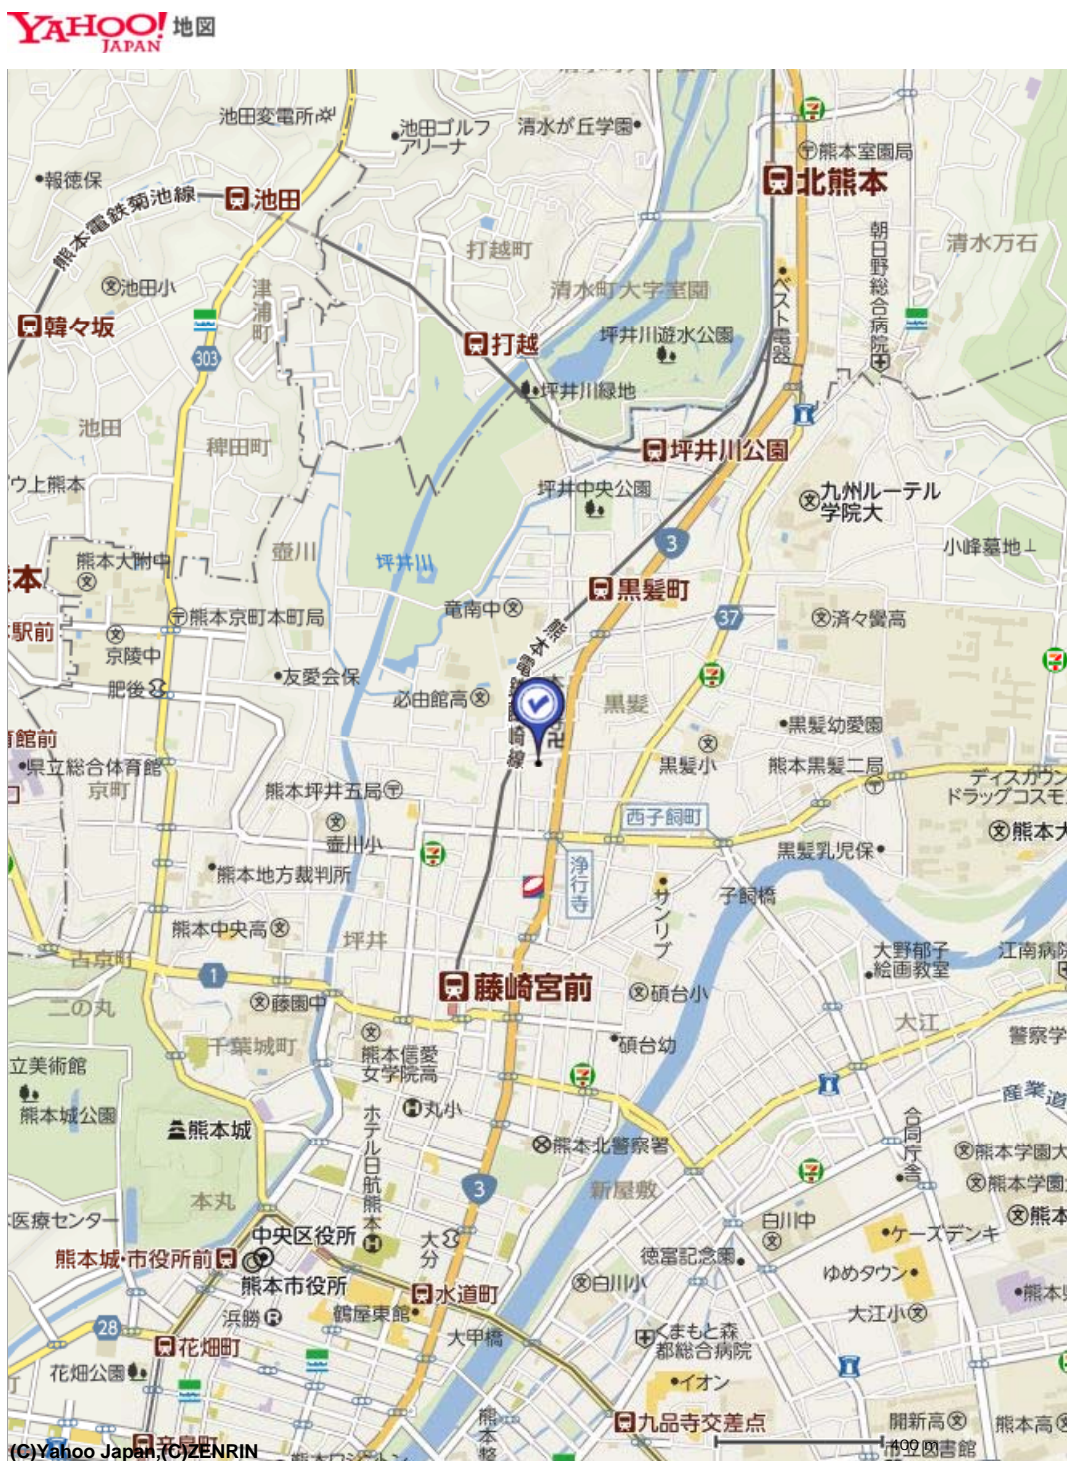 YAHOO! 地図
JAPAN
池田変電所
池田ゴルフ
アリーナ
清水が丘学園
熊本室園局
北熊本
報徳保
熊本電鉄菊池線
池田
打越町
朝日野総合病院
清水万石
池田小
津浦町
清水町大字室園
ベスト電器
韓々坂
打越
坪井川遊水公園
303
坪井川緑地
池田
稗田町
坪井川公園
ウ上熊本
坪井中央公園
九州ルーテル
学院大
3
小峰墓地
熊本大附中
壺川
坪井川
本
黒髪町
竜南中
熊本京町本町局
37
済々黌高
駅前
京陵中
友愛会保
必由館高
黒髪
肥後
崎線
黒髪幼愛園
育館前
県立総合体育館
京町
黒髪小
熊本黒髪二局
ディスカウン
ドラッグコスモ
熊本坪井五局
西子飼町
壺川小
熊本大
黒髪乳児保
熊本地方裁判所
浄行寺
サンリブ
子飼橋
熊本中央高
坪井
大野郁子
絵画教室
江南病院
古京町
1
藤崎宮前
二の丸
藤園中
碩台小
大江
千葉城町
熊本信愛
女学院高
碩台幼
警察学
立美術館
熊本城公園
丸小
産業道
熊本城
ホテル日航熊本
熊本北警察署
合同庁舎
熊本学園大
3
新屋敷
熊本学園
本丸
医療センター
中央区役所
大分
白川中
熊本
ケーズデンキ
熊本城・市役所前
徳富記念園
熊本市役所
水道町
白川小
ゆめタウン
熊本
浜勝
鶴屋東館
大江小
28
花畑町
大甲橋
くまもと森
都総合病院
花畑公園
イオン
九品寺交差点
開新高
熊本高
辛島町
400 m
市立図書館
(C)Yahoo Japan,(C)ZENRIN